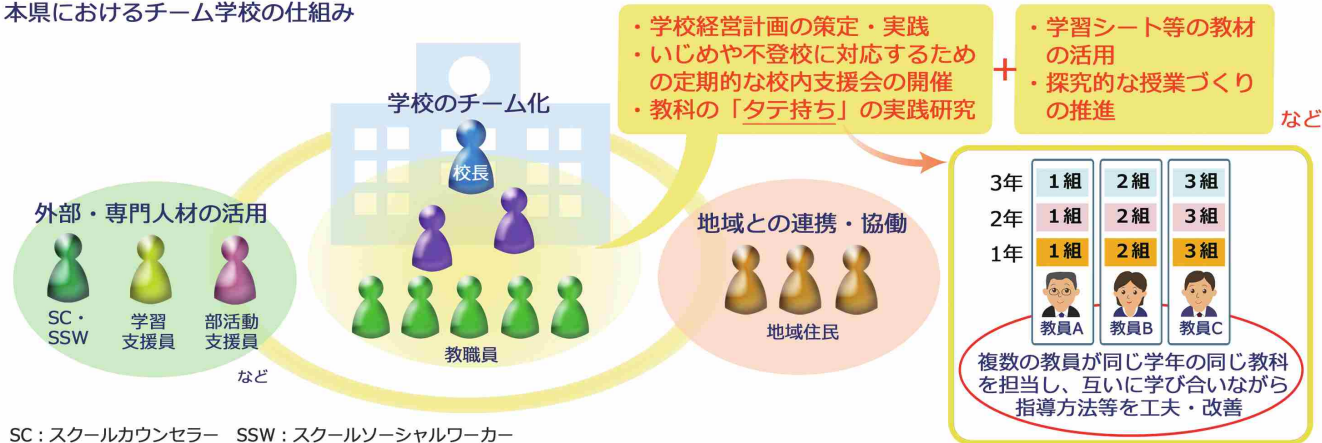 本県におけるチーム学校の仕組み
・学校経営計画の策定・実践
・いじめや不登校に対応するため
の定期的な校内支援会の開催
・教科の「タテ持ち」の実践研究
+
・学習シート等の教材
の活用
・探究的な授業づくり
の推進
など
学校のチーム化
校長
教職員
外部・専門人材の活用
SC・
SSW
学習
支援員
部活動
支援員
など
地域との連携・協働
地域住民
3年 1組 2組 3組
2年 1組 2組 3組
1年 1組 2組 3組
教員A 教員B 教員C
複数の教員が同じ学年の同じ教科
を担当し、互いに学び合いながら
指導方法等を工夫・改善
SC：スクールカウンセラー SSW：スクールソーシャルワーカー